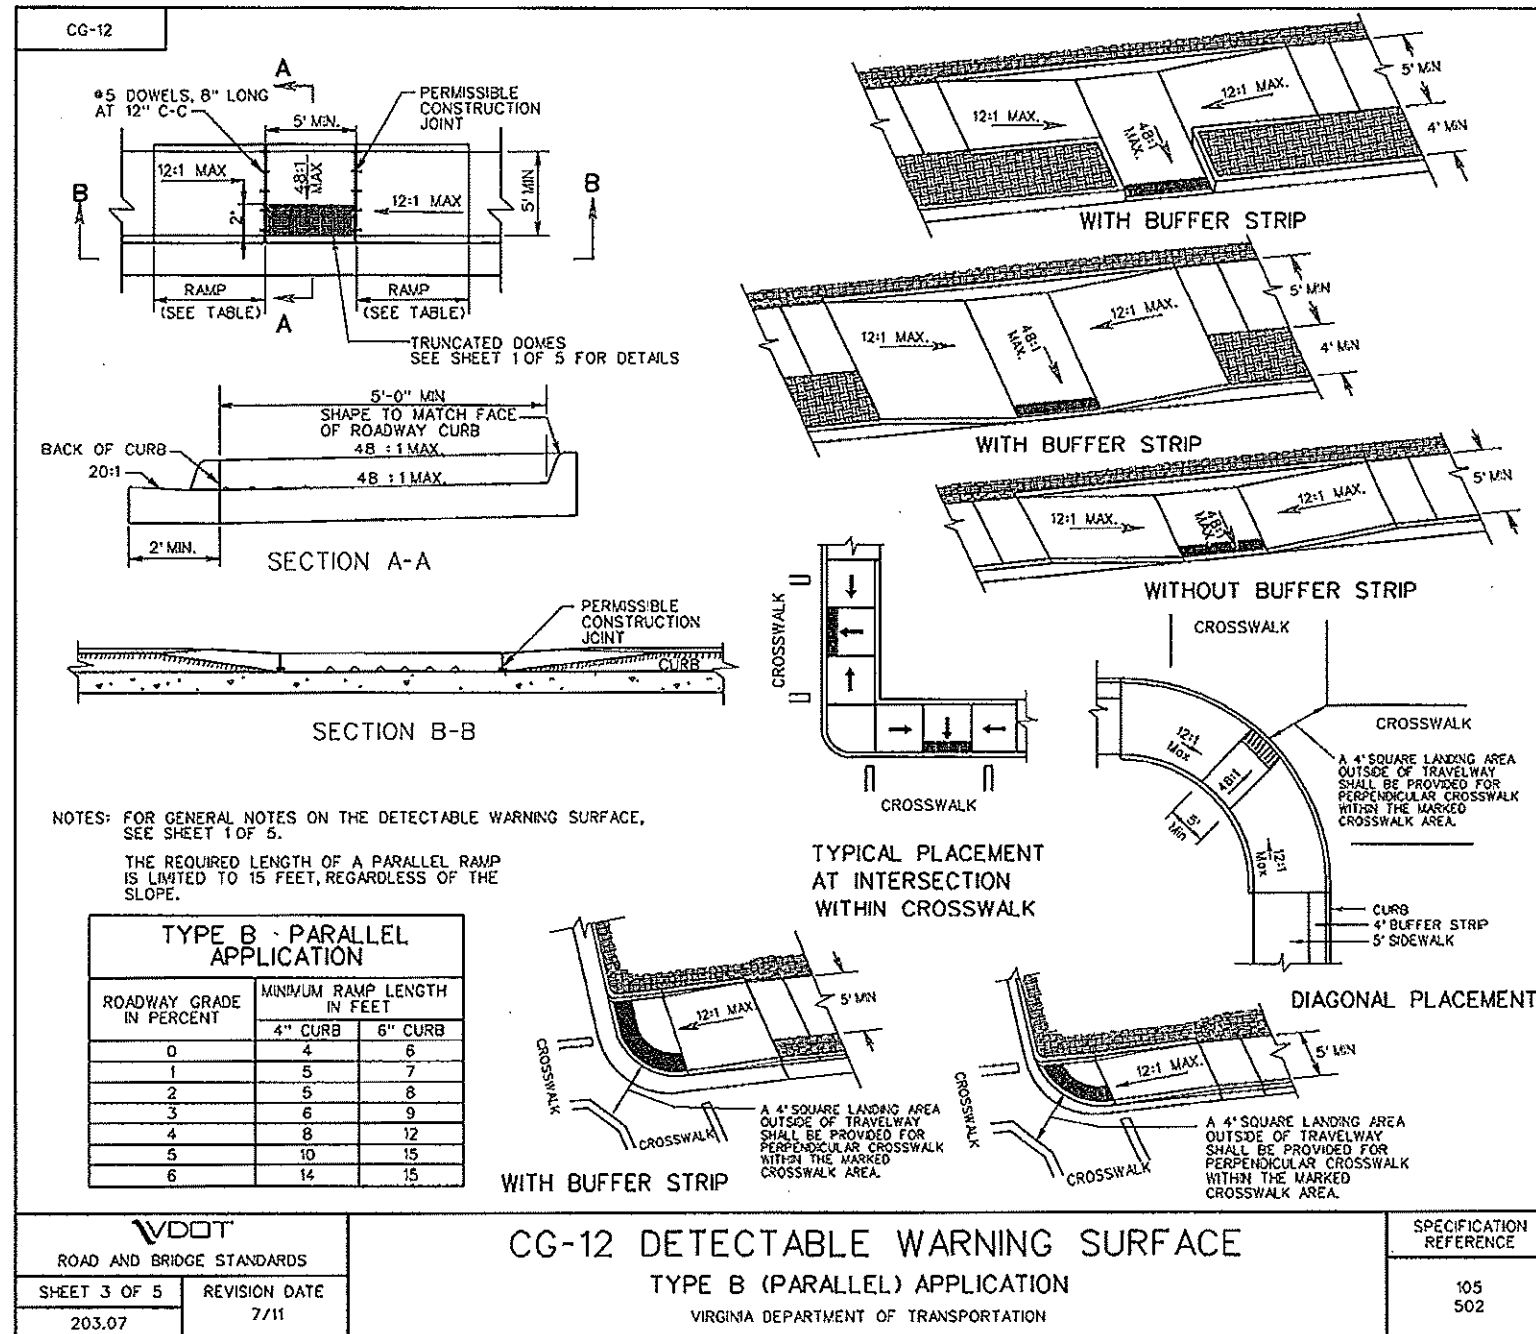 CG-12
A
#5 DOWELS, 8" LONG
AT 12" C-C
PERMISSIBLE
CONSTRUCTION
JOINT
5' MIN.
12:1 MAX
48:1
MAX
12:1 MAX
2'
5' MIN
B
B
RAMP
(SEE TABLE)
RAMP
(SEE TABLE)
A
TRUNCATED DOMES
SEE SHEET 1 OF 5 FOR DETAILS
5'-0" MIN
SHAPE TO MATCH FACE
OF ROADWAY CURB
BACK OF CURB
20:1
48 :1 MAX.
48 :1 MAX.
2' MIN.
SECTION A-A
PERMISSIBLE
CONSTRUCTION
JOINT
CURB
SECTION B-B
12:1 MAX.
48:1
MAX.
12:1 MAX.
5' MIN
4' MIN
WITH BUFFER STRIP
12:1 MAX.
48:1
MAX.
12:1 MAX.
5' MIN
4' MIN
WITH BUFFER STRIP
12:1 MAX.
48:1
MAX.
12:1 MAX.
5' MIN
WITHOUT BUFFER STRIP
CROSSWALK
CROSSWALK
TYPICAL PLACEMENT
AT INTERSECTION
WITHIN CROSSWALK
CROSSWALK
CROSSWALK
12:1
Max
48:1
5'
Min
12:1
Max
A 4' SQUARE LANDING AREA
OUTSIDE OF TRAVELWAY
SHALL BE PROVIDED FOR
PERPENDICULAR CROSSWALK
WITHIN THE MARKED
CROSSWALK AREA.
CURB
4' BUFFER STRIP
5' SIDEWALK
DIAGONAL PLACEMENT
NOTES: FOR GENERAL NOTES ON THE DETECTABLE WARNING SURFACE,
SEE SHEET 1 OF 5.
THE REQUIRED LENGTH OF A PARALLEL RAMP
IS LIMITED TO 15 FEET, REGARDLESS OF THE
SLOPE.
TYPE B - PARALLEL
APPLICATION
ROADWAY GRADE
IN PERCENT
MINIMUM RAMP LENGTH
IN FEET
4" CURB 6" CURB
0 4 6
1 5 7
2 5 8
3 6 9
4 8 12
5 10 15
6 14 15
12:1 MAX.
5' MIN
CROSSWALK
CROSSWALK
A 4' SQUARE LANDING AREA
OUTSIDE OF TRAVELWAY
SHALL BE PROVIDED FOR
PERPENDICULAR CROSSWALK
WITHIN THE MARKED
CROSSWALK AREA.
WITH BUFFER STRIP
12:1 MAX.
5' MIN
CROSSWALK
CROSSWALK
A 4' SQUARE LANDING AREA
OUTSIDE OF TRAVELWAY
SHALL BE PROVIDED FOR
PERPENDICULAR CROSSWALK
WITHIN THE MARKED
CROSSWALK AREA.
VDOT
ROAD AND BRIDGE STANDARDS
SHEET 3 OF 5
REVISION DATE
7/11
203.07
CG-12 DETECTABLE WARNING SURFACE
TYPE B (PARALLEL) APPLICATION
VIRGINIA DEPARTMENT OF TRANSPORTATION
SPECIFICATION
REFERENCE
105
502